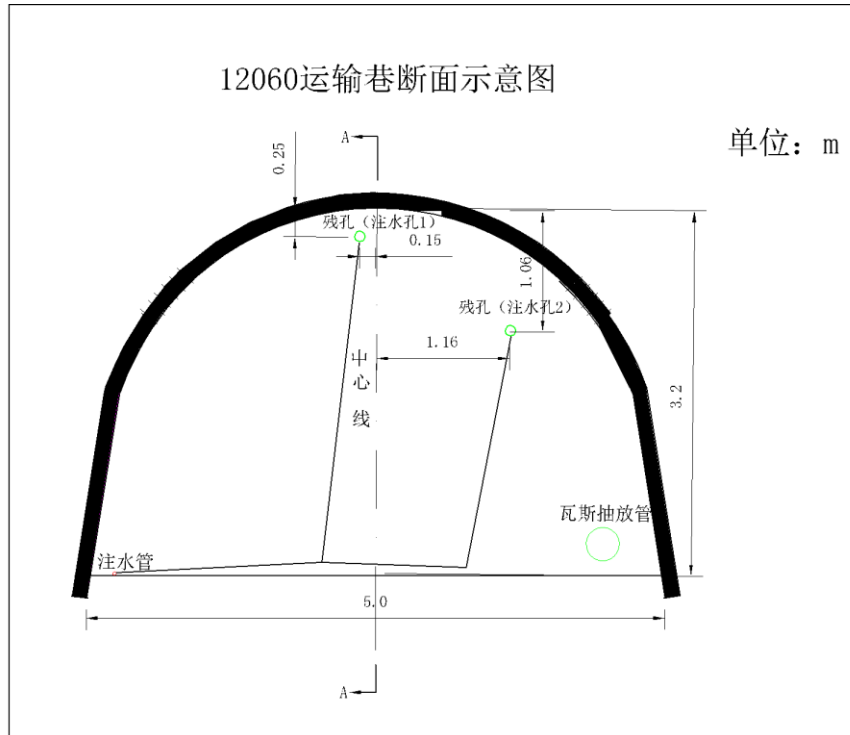 12060运输巷断面示意图
单位：m
A
0.25
残孔（注水孔1）
0.15
1.06
残孔（注水孔2）
1.16
中心线
3.2
瓦斯抽放管
注水管
5.0
A